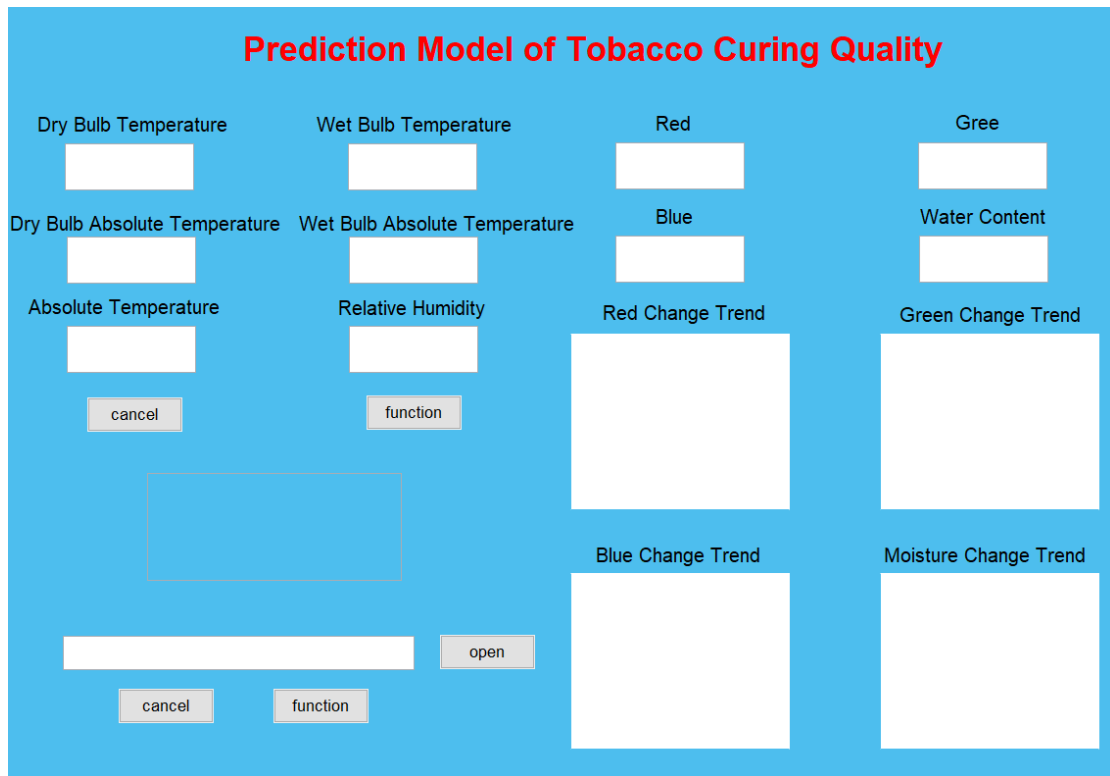 Prediction Model of Tobacco Curing Quality
Dry Bulb Temperature
Wet Bulb Temperature
Red
Gree
Dry Bulb Absolute Temperature
Wet Bulb Absolute Temperature
Blue
Water Content
Absolute Temperature
Relative Humidity
Red Change Trend
Green Change Trend
cancel
function
Blue Change Trend
Moisture Change Trend
open
cancel
function